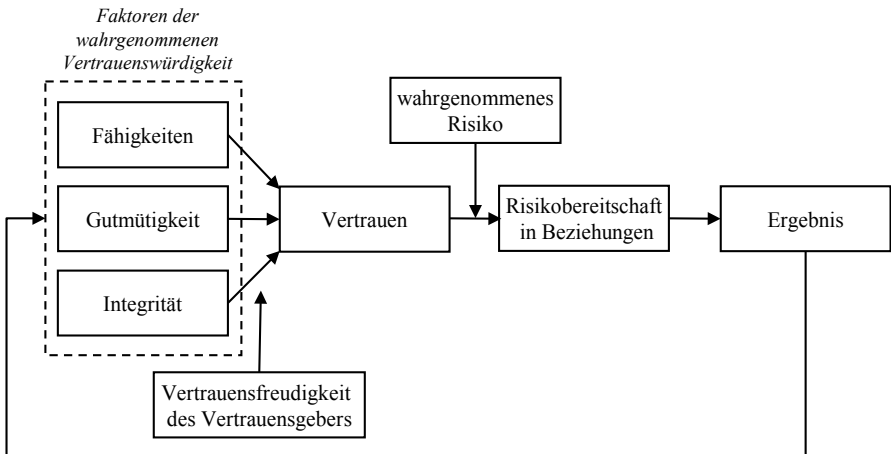 Faktoren der
wahrgenommenen
Vertrauenswürdigkeit
Fähigkeiten
Gutmütigkeit
Integrität
Vertrauen
wahrgenommenes
Risiko
Risikobereitschaft
in Beziehungen
Ergebnis
Vertrauensfreudigkeit
des Vertrauensgebers